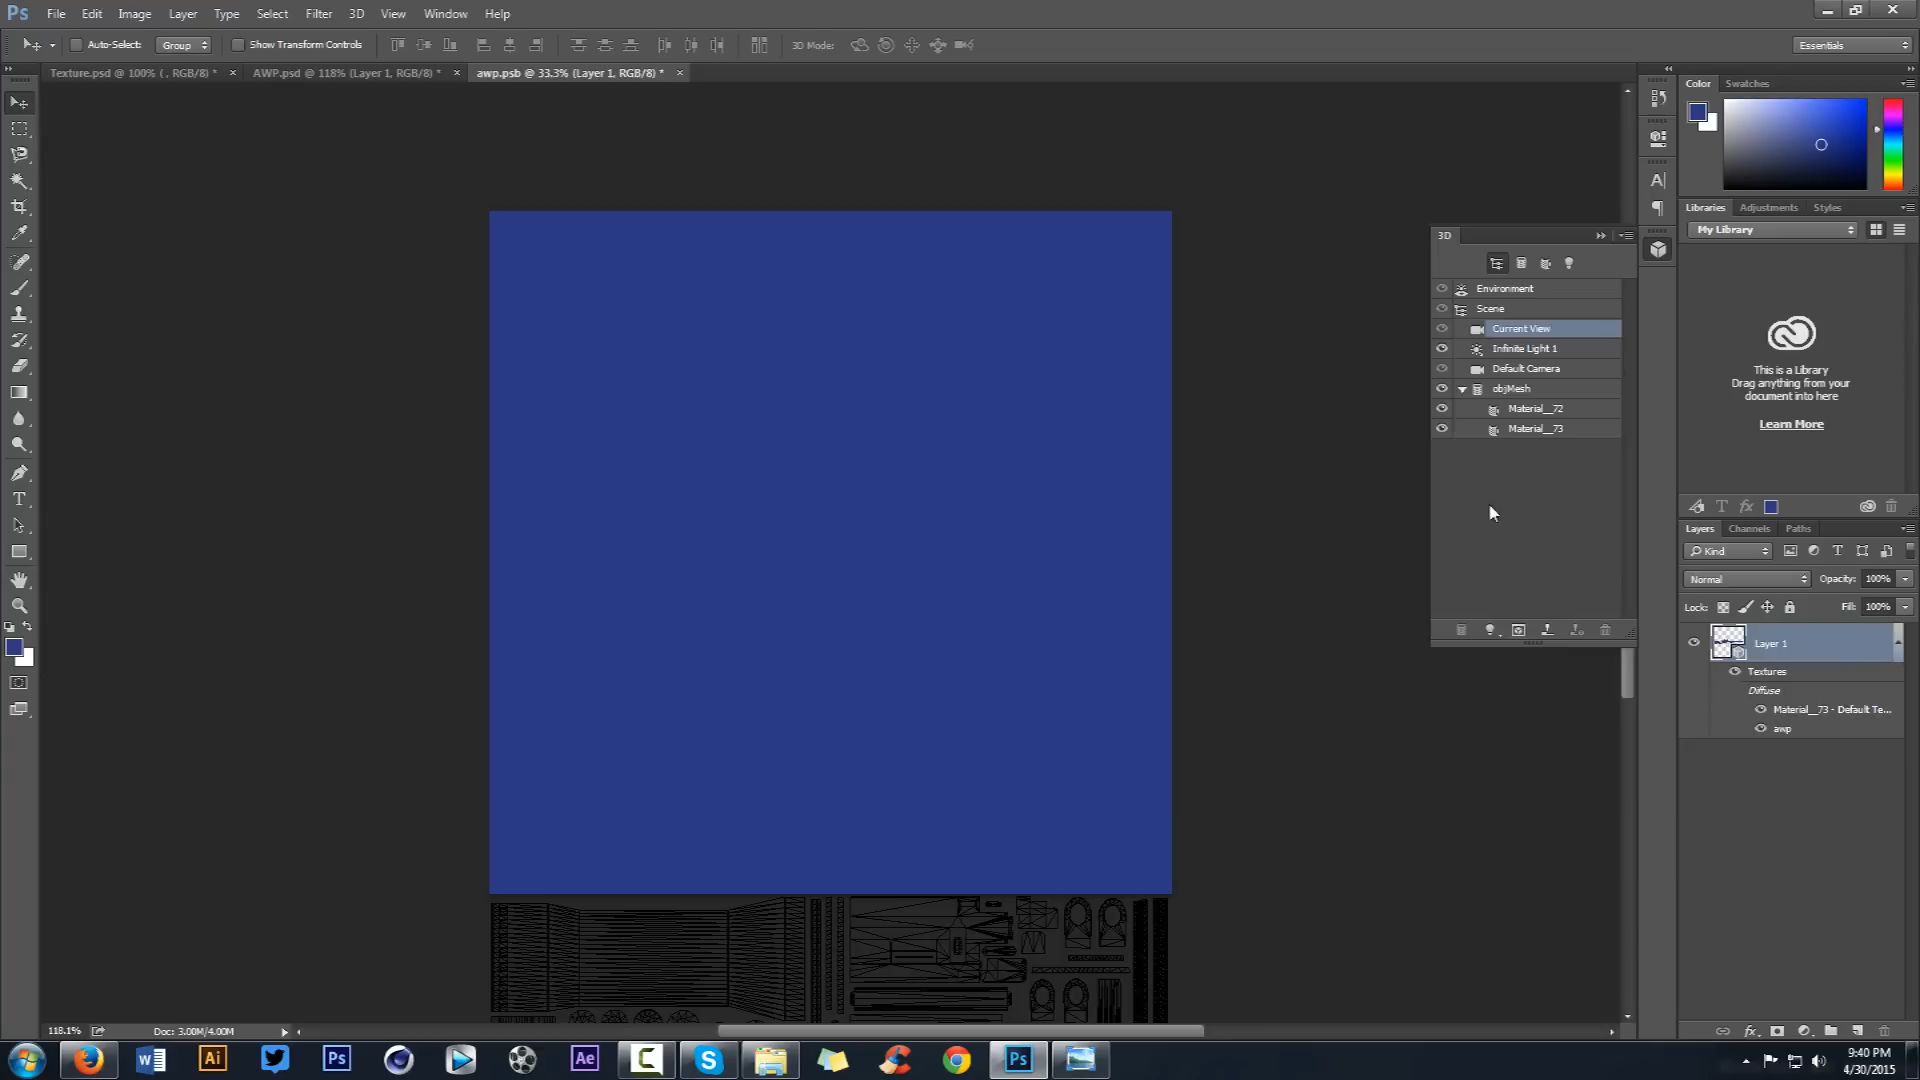 Ps File Edit Image Layer Type Select Filter 3D View Window Help
Auto-Select: Group Show Transform Controls 3D Mode: Essentials
Texture.psd @ 100% ( , RGB/8) * × AWP.psd @ 118% (Layer 1, RGB/8) * × awp.psb @ 33.3% (Layer 1, RGB/8) * ×
Color Swatches
Libraries Adjustments Styles
My Library
3D
Environment
Scene
Current View
Infinite Light 1
Default Camera
objMesh
Material__72
Material__73
This is a Library
Drag anything from your
document into here
Learn More
Layers Channels Paths
Kind
Normal Opacity: 100%
Lock: Fill: 100%
Layer 1
Textures
Diffuse
Material__73 - Default Te...
awp
118.1% Doc: 3.00M/4.00M
9:40 PM
4/30/2015